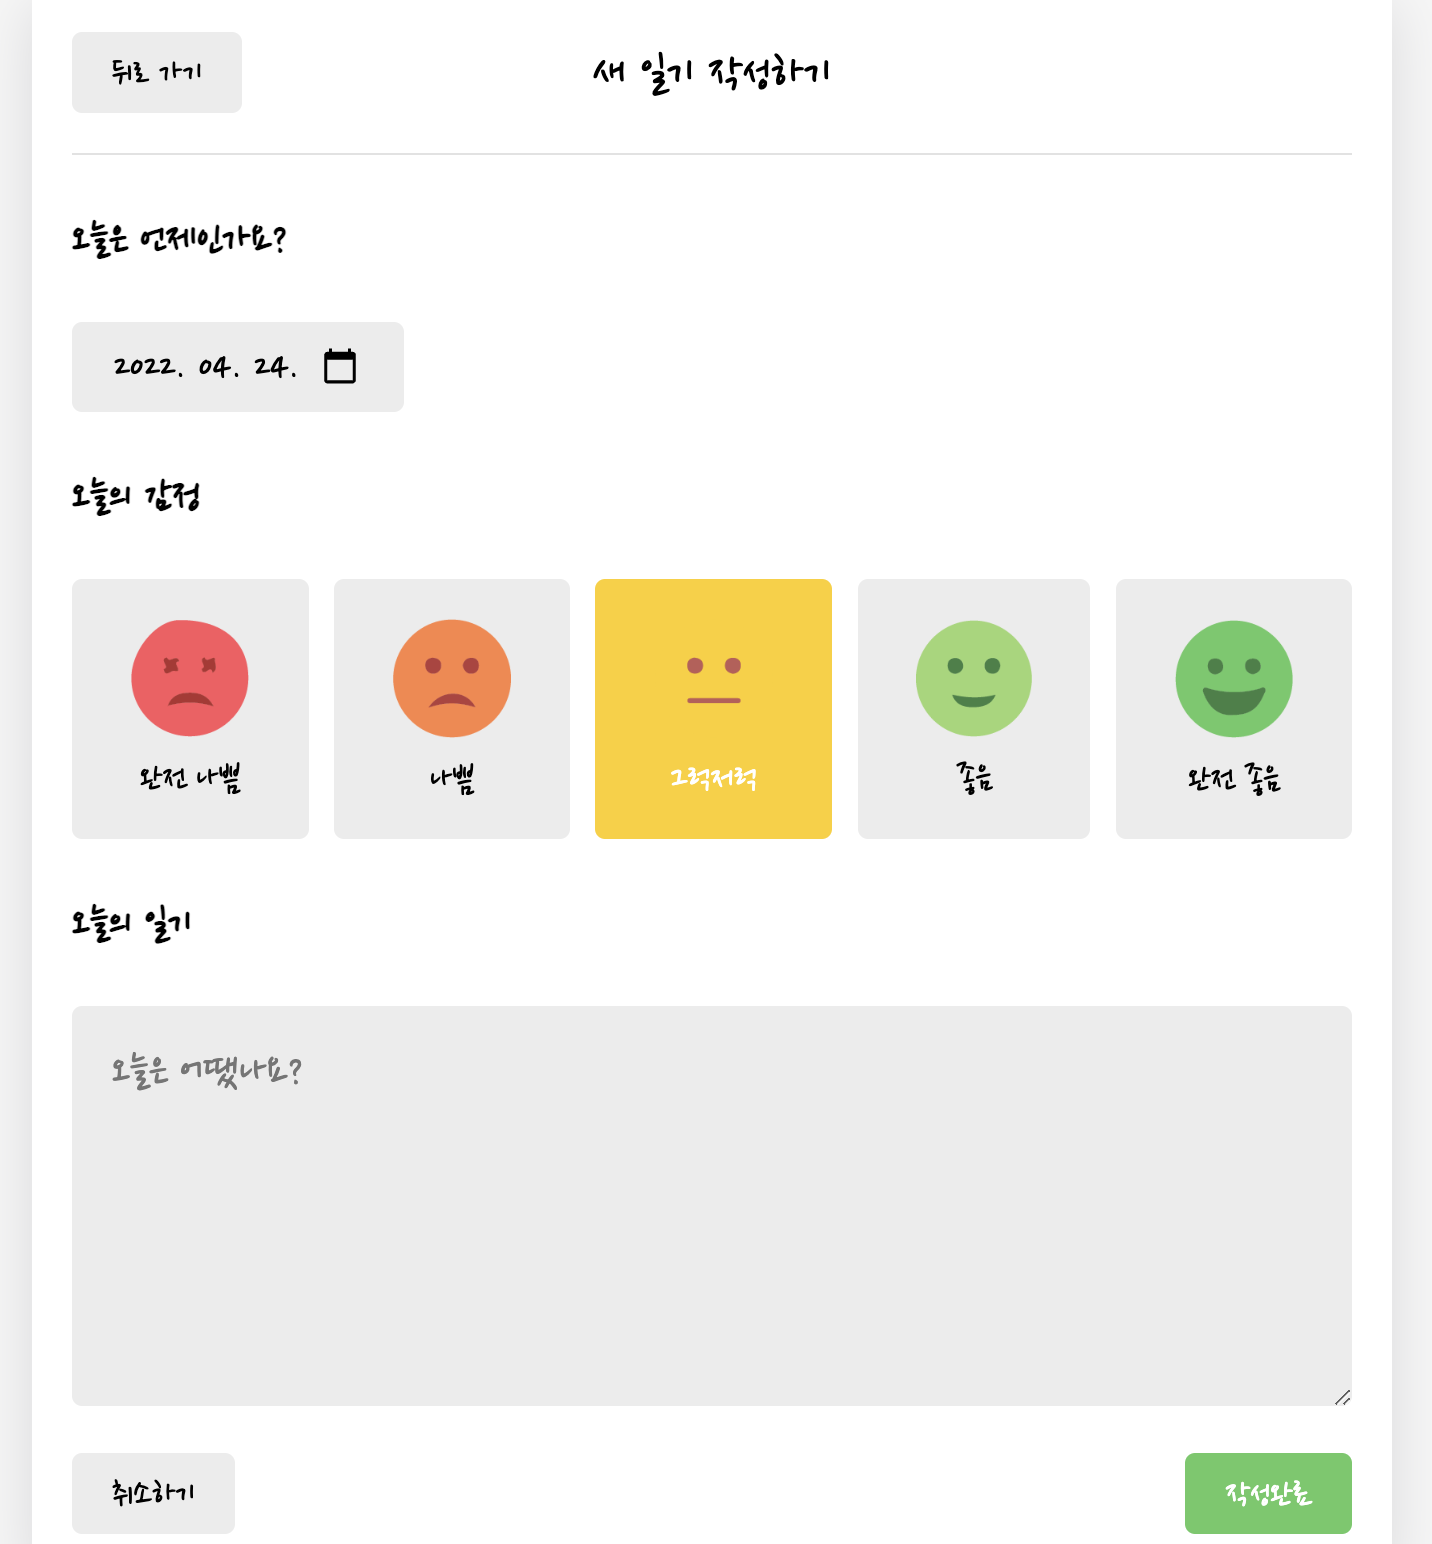 뒤로 가기
새 일기 작성하기
오늘은 언제인가요?
2022. 04. 24.
오늘의 감정
완전 나쁨
나쁨
그럭저럭
좋음
완전 좋음
오늘의 일기
오늘은 어땠나요?
취소하기
작성완료